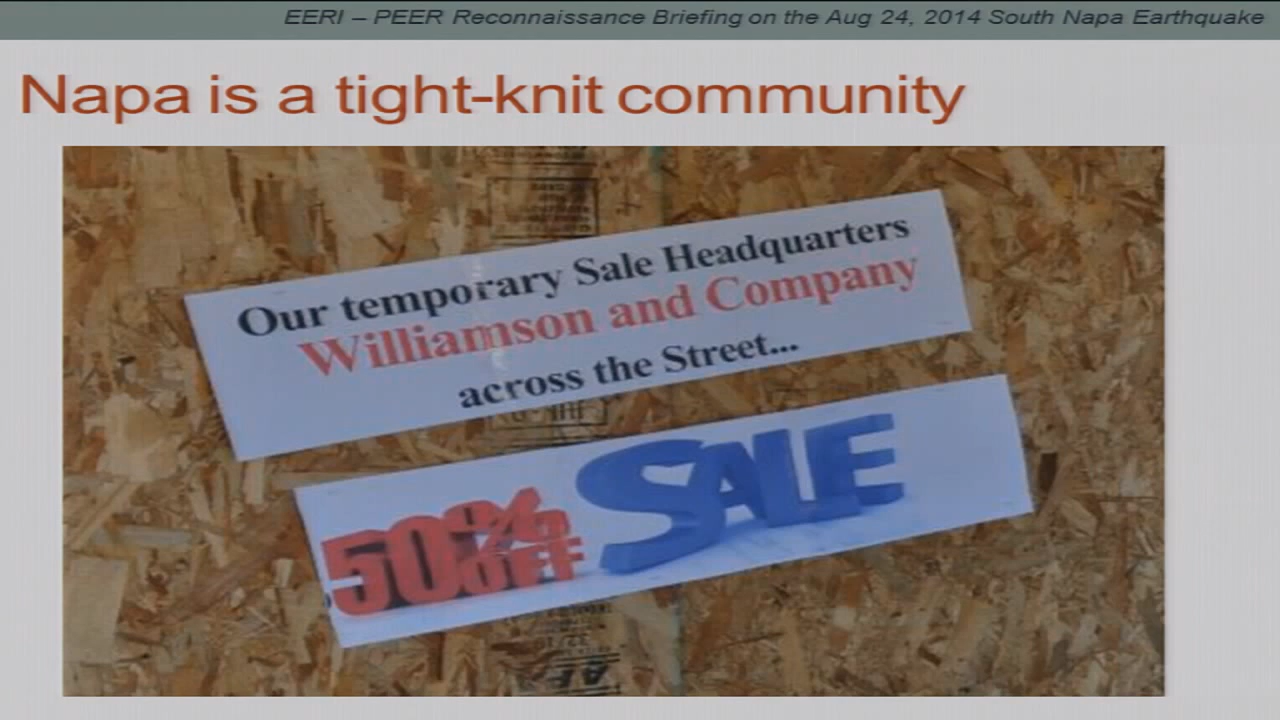 EERI – PEER Reconnaissance Briefing on the Aug 24, 2014 South Napa Earthquake
Napa is a tight-knit community
Our temporary Sale Headquarters
Williamson and Company
across the Street...
50% OFF SALE